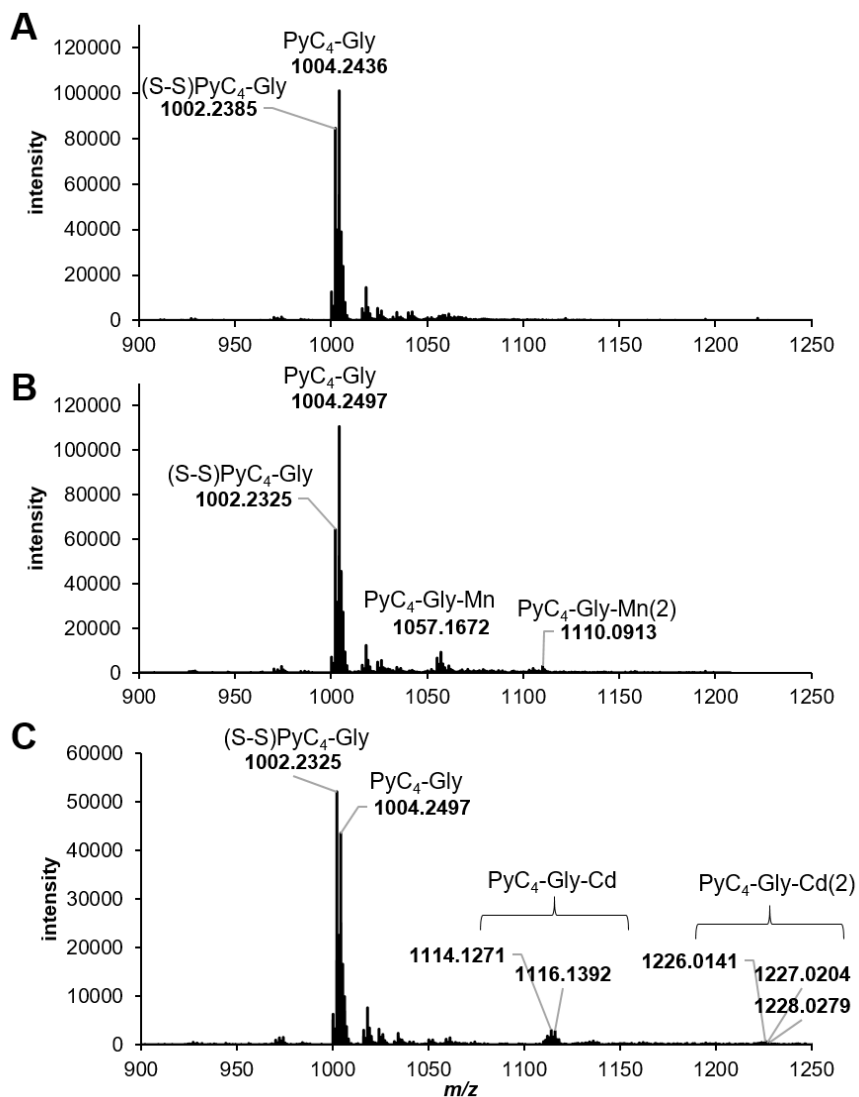 A
PyC₄-Gly
1004.2436
(S-S)PyC₄-Gly
1002.2385
120000
100000
80000
60000
40000
20000
0
intensity
900 950 1000 1050 1100 1150 1200 1250
B
PyC₄-Gly
1004.2497
(S-S)PyC₄-Gly
1002.2325
PyC₄-Gly-Mn
1057.1672
PyC₄-Gly-Mn(2)
1110.0913
120000
100000
80000
60000
40000
20000
0
intensity
900 950 1000 1050 1100 1150 1200 1250
C
(S-S)PyC₄-Gly
1002.2325
PyC₄-Gly
1004.2497
PyC₄-Gly-Cd
1114.1271
1116.1392
PyC₄-Gly-Cd(2)
1226.0141
1227.0204
1228.0279
60000
50000
40000
30000
20000
10000
0
intensity
900 950 1000 1050 1100 1150 1200 1250
m/z